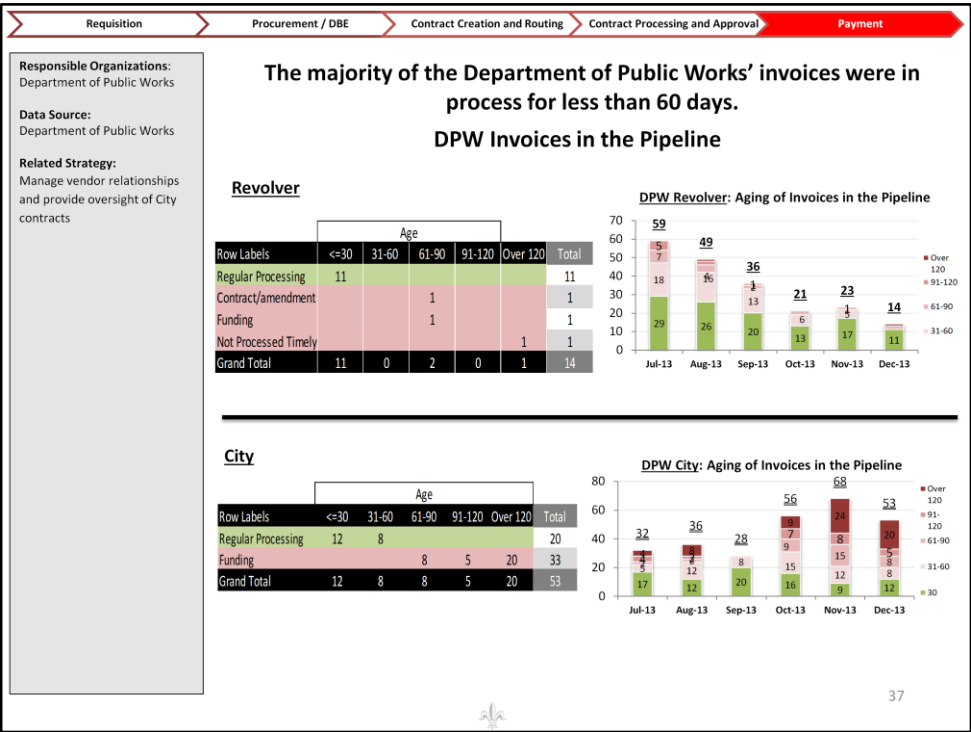 Requisition Procurement / DBE Contract Creation and Routing Contract Processing and Approval Payment
Responsible Organizations:
Department of Public Works
Data Source:
Department of Public Works
Related Strategy:
Manage vendor relationships
and provide oversight of City
contracts
The majority of the Department of Public Works’ invoices were in
process for less than 60 days.
DPW Invoices in the Pipeline
Revolver
Age
Row Labels <=30 31-60 61-90 91-120 Over 120 Total
Regular Processing 11 11
Contract/amendment 1 1
Funding 1 1
Not Processed Timely 1 1
Grand Total 11 0 2 0 1 14
DPW Revolver: Aging of Invoices in the Pipeline
70
60
50
40
30
20
10
0
59
5
7
18
29
49
26
36
13
20
21
6
13
23
1
17
14
11
Jul-13 Aug-13 Sep-13 Oct-13 Nov-13 Dec-13
Over
120
91-120
61-90
31-60
City
Age
Row Labels <=30 31-60 61-90 91-120 Over 120 Total
Regular Processing 12 8 20
Funding 8 5 20 33
Grand Total 12 8 8 5 20 53
DPW City: Aging of Invoices in the Pipeline
80
60
40
20
0
32
5
17
36
8
12
12
28
8
20
56
9
7
9
15
16
68
24
8
15
12
9
53
20
5
8
8
12
Jul-13 Aug-13 Sep-13 Oct-13 Nov-13 Dec-13
Over
120
91-
120
61-90
31-60
30
37